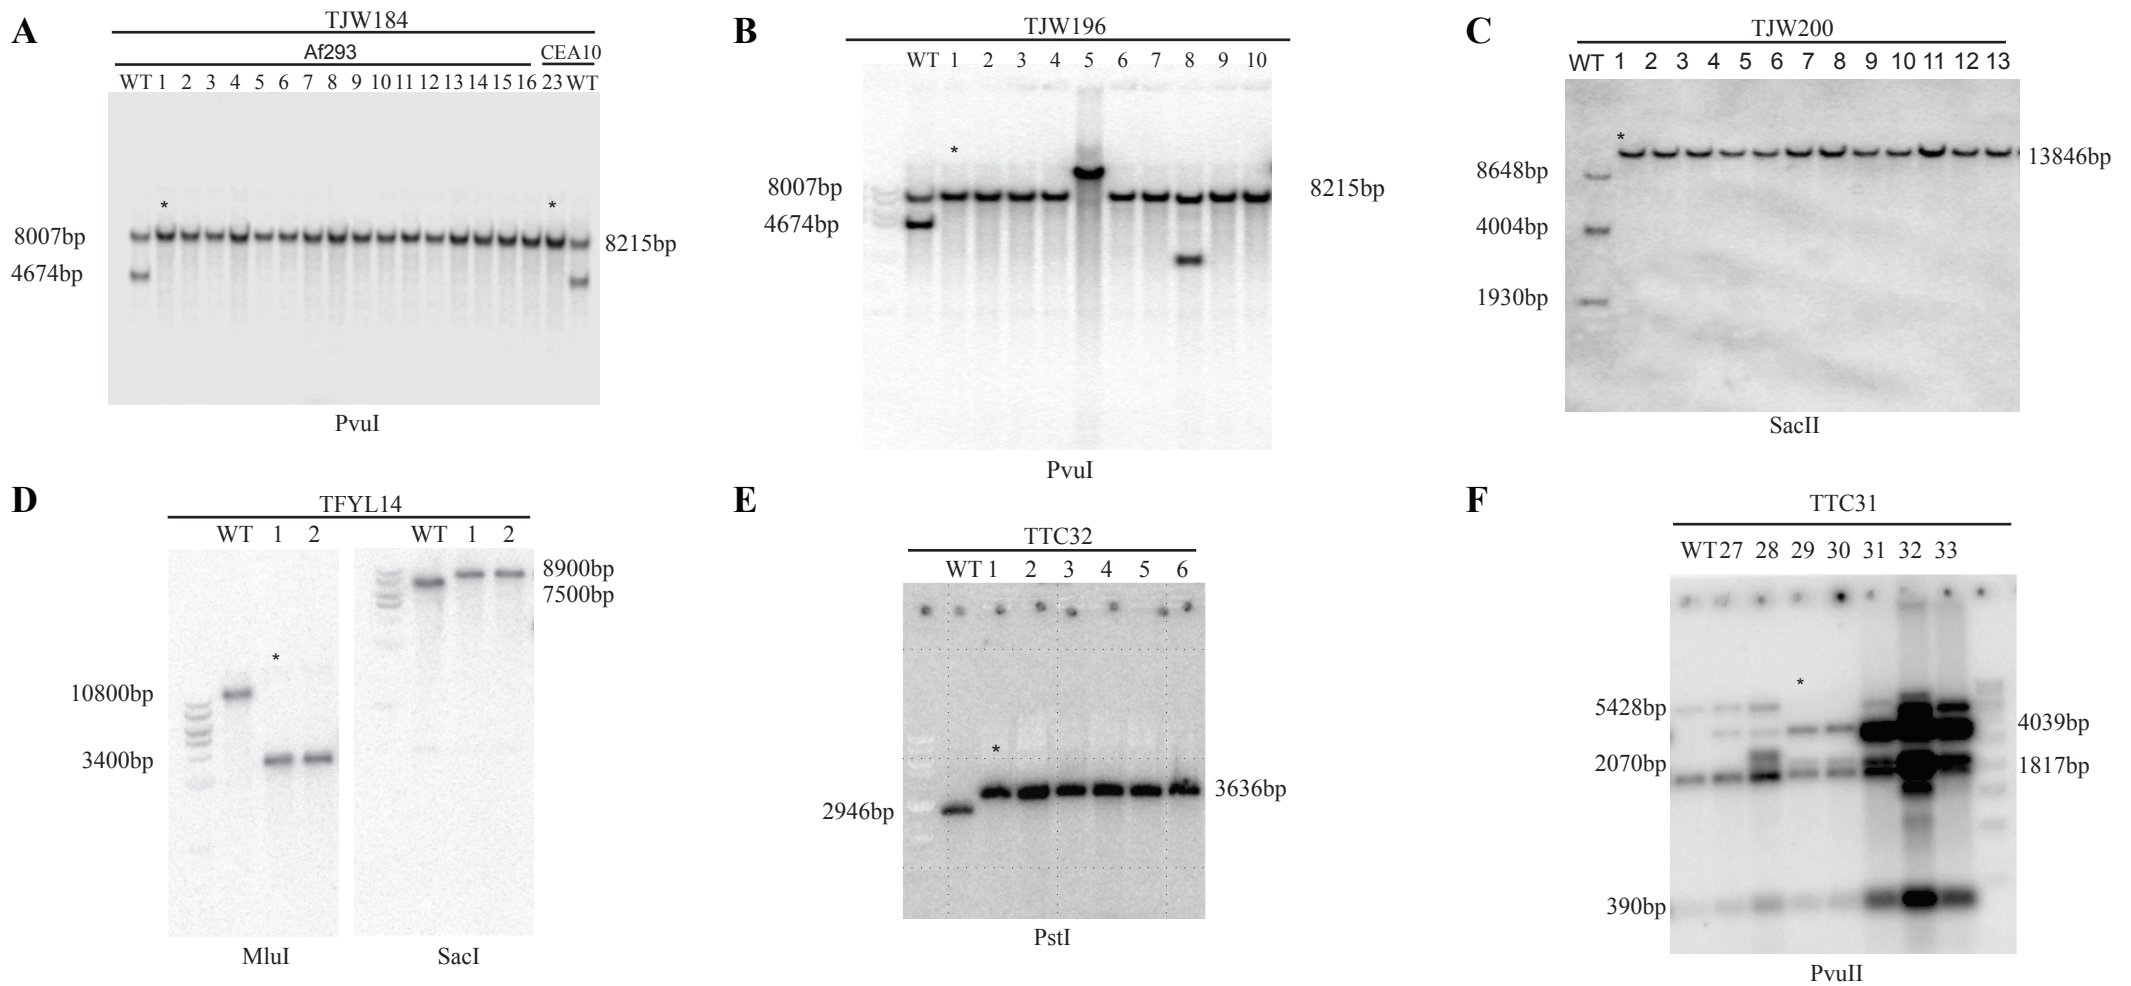 A
TJW184
Af293 CEA10
WT 1 2 3 4 5 6 7 8 9 10 11 12 13 14 15 16 23 WT
*
*
8007bp
8215bp
4674bp
PvuI
B
TJW196
WT 1 2 3 4 5 6 7 8 9 10
*
8007bp
8215bp
4674bp
PvuI
C
TJW200
WT 1 2 3 4 5 6 7 8 9 10 11 12 13
*
13846bp
8648bp
4004bp
1930bp
SacII
D
TFYL14
WT 1 2 WT 1 2
8900bp
7500bp
*
10800bp
3400bp
MluI SacI
E
TTC32
WT 1 2 3 4 5 6
*
3636bp
2946bp
PstI
F
TTC31
WT 27 28 29 30 31 32 33
*
5428bp
4039bp
2070bp
1817bp
390bp
PvuII